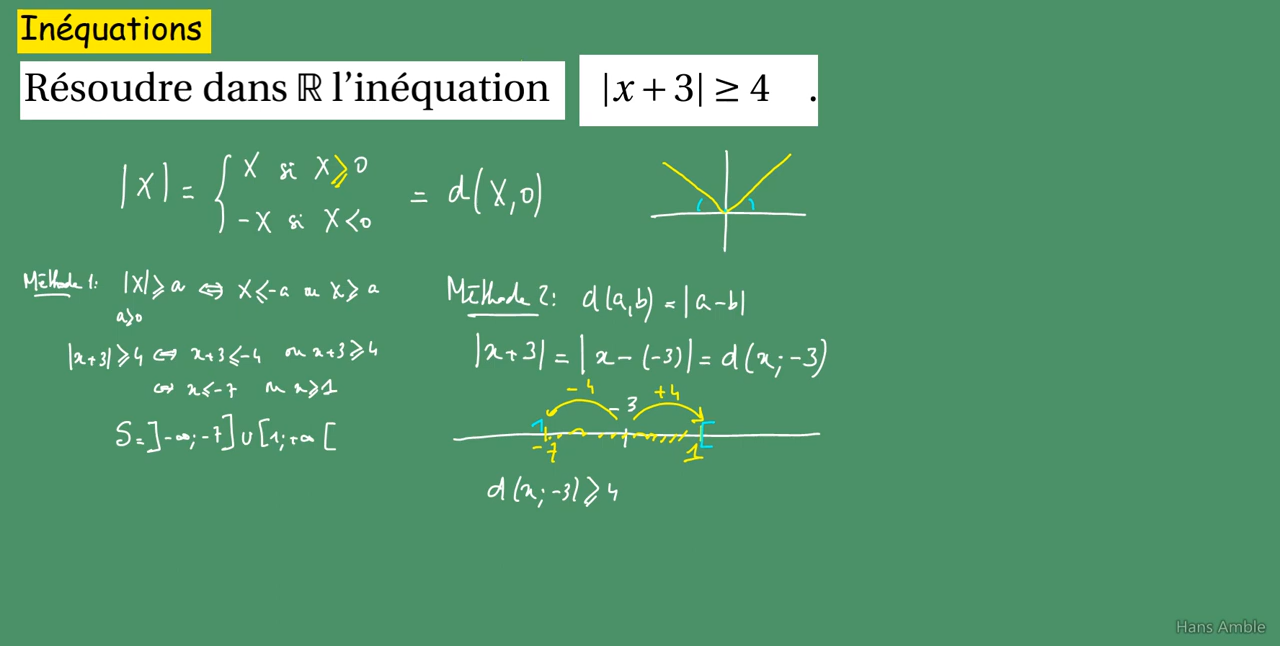 Inéquations
Résoudre dans ℝ l'inéquation |x + 3| ≥ 4 .
|X| = { X si X ⩾ 0
-X si X < 0
= d(X,0)
Méthode 1: |X| ⩾ a ⇔ X ⩽ -a ou X ⩾ a
a>0
|x+3| ⩾ 4 ⇔ x+3 ⩽ -4 ou x+3 ⩾ 4
⇔ x ⩽ -7 ou x ⩾ 1
S = ]-∞; -7] ∪ [1; +∞[
Méthode 2: d(a,b) = |a-b|
|x+3| = |x-(-3)| = d(x; -3)
-4 +4
-3
] [
-7 1
d(x; -3) ⩾ 4
Hans Amble